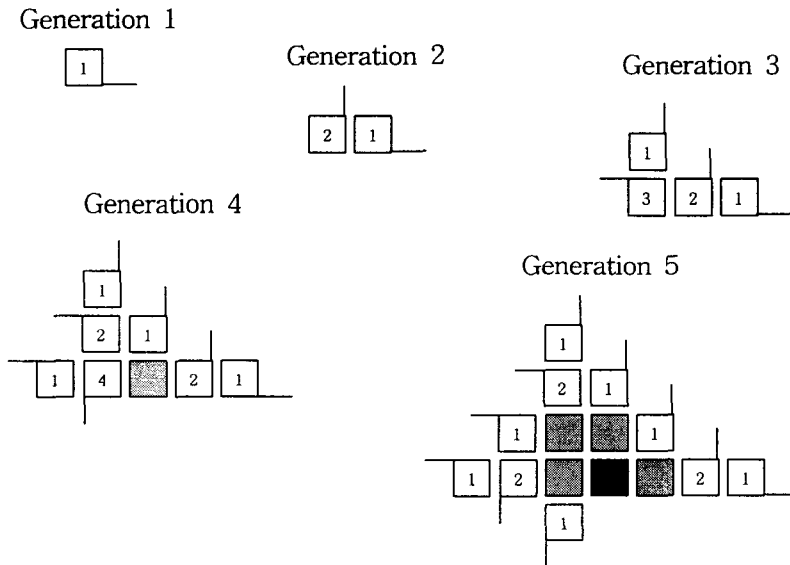 Generation 1
1
Generation 2
2 1
Generation 3
1
3 2 1
Generation 4
1
2 1
1 4 2 1
Generation 5
1
2 1
1 1
1 2 2 1
1